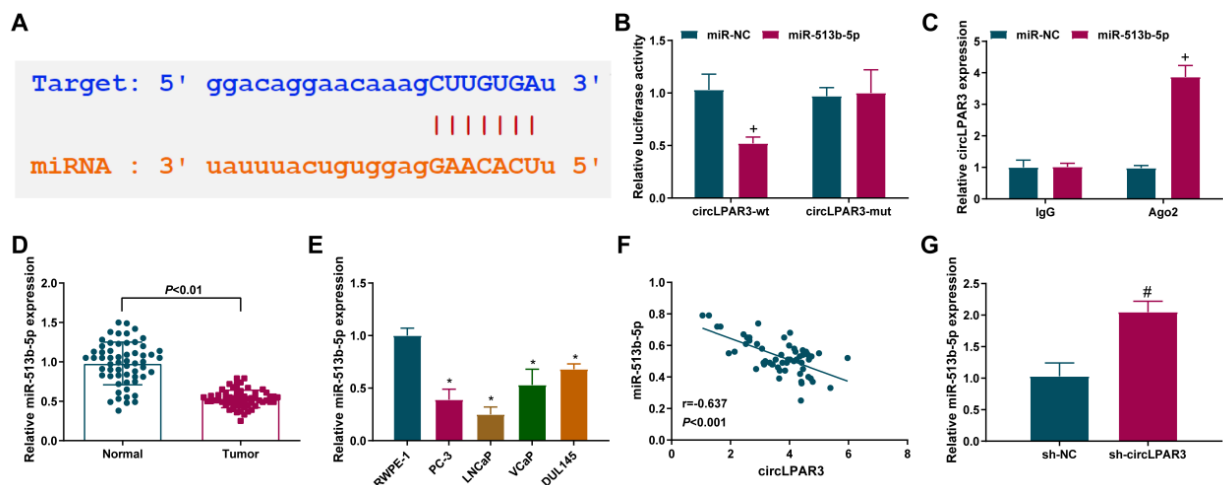 A
Target: 5' ggacaggaacaaagCUUGUGAu 3'
miRNA : 3' uauuuacuguggagGAACACUu 5'
B
miR-NC miR-513b-5p
Relative luciferase activity
1.5
1.0
0.5
0.0
+
circLPAR3-wt circLPAR3-mut
C
miR-NC miR-513b-5p
Relative circLPAR3 expression
5
4
3
2
1
0
+
IgG Ago2
D
Relative miR-513b-5p expression
2.0
1.5
1.0
0.5
0.0
P<0.01
Normal Tumor
E
Relative miR-513b-5p expression
1.5
1.0
0.5
0.0
* * * *
RWPE-1 PC-3 LNCaP VCaP DUL145
F
miR-513b-5p
1.0
0.8
0.6
0.4
0.2
0.0
r=-0.637
P<0.001
0 2 4 6 8
circLPAR3
G
Relative miR-513b-5p expression
2.5
2.0
1.5
1.0
0.5
0.0
#
sh-NC sh-circLPAR3